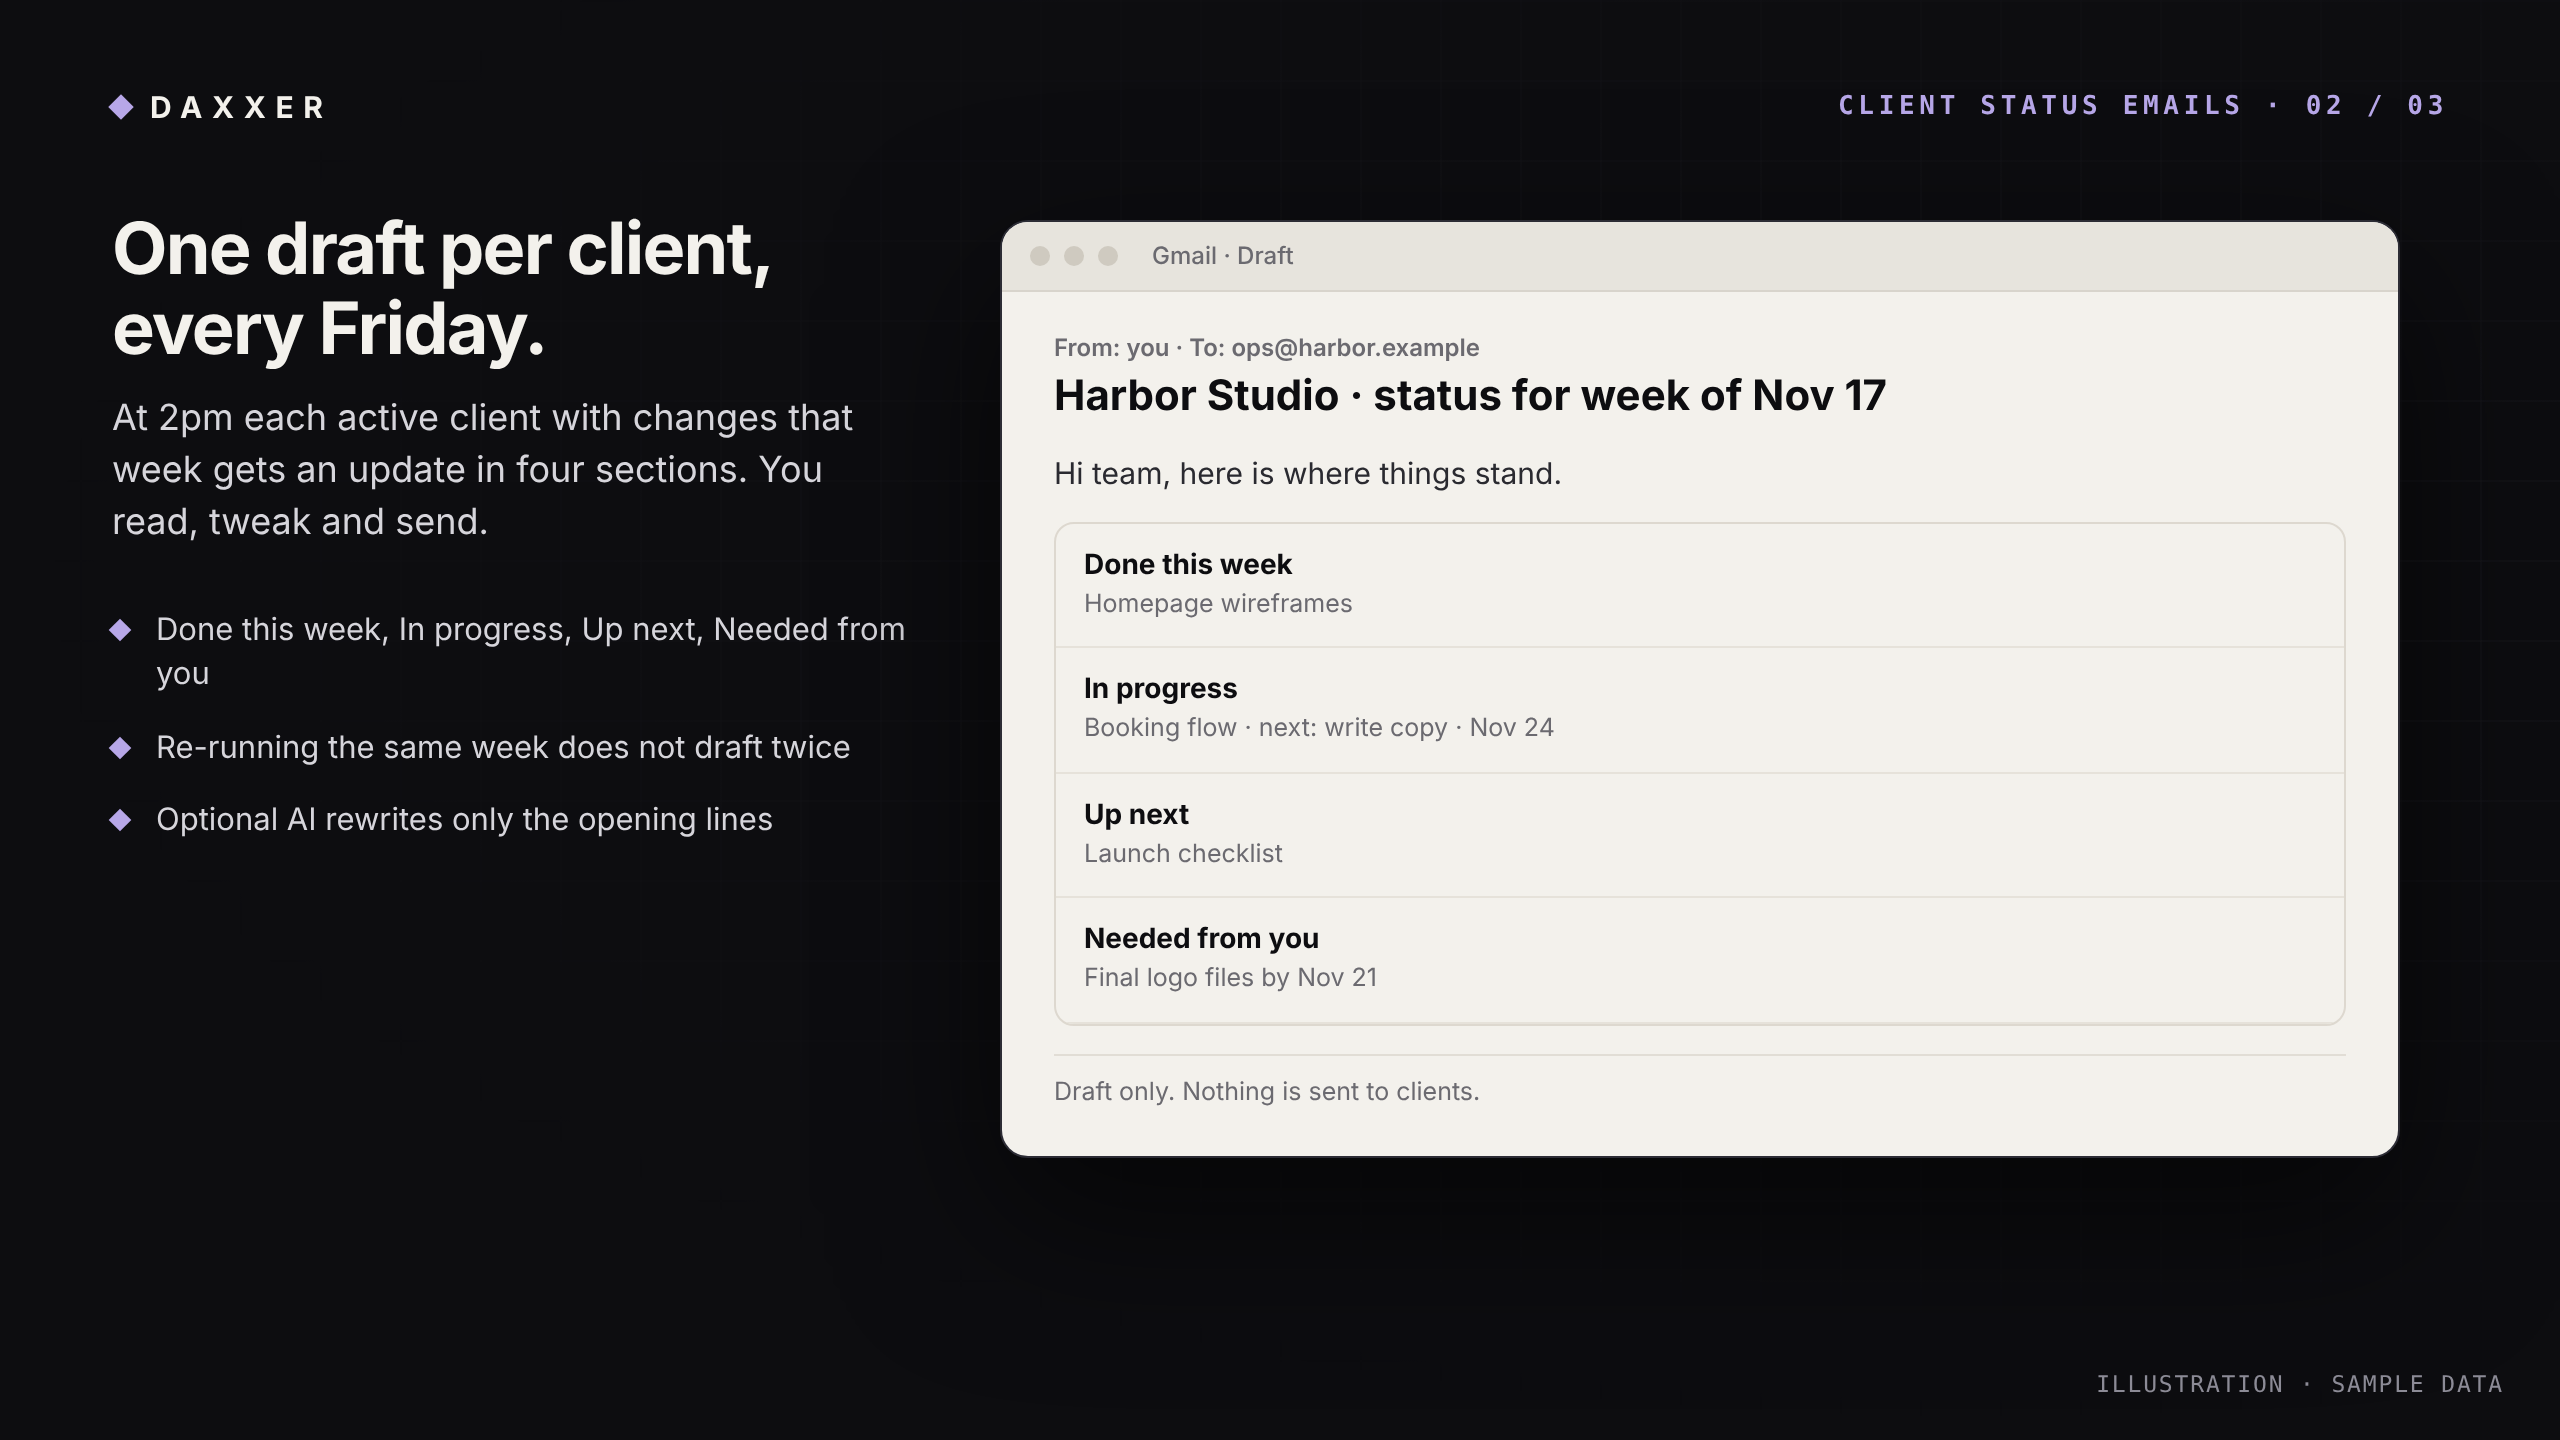 DAXXER
CLIENT STATUS EMAILS · 02 / 03
One draft per client,
every Friday.
At 2pm each active client with changes that
week gets an update in four sections. You
read, tweak and send.
Done this week, In progress, Up next, Needed from
you
Re-running the same week does not draft twice
Optional AI rewrites only the opening lines
Gmail · Draft
From: you · To: ops@harbor.example
Harbor Studio · status for week of Nov 17
Hi team, here is where things stand.
Done this week
Homepage wireframes
In progress
Booking flow · next: write copy · Nov 24
Up next
Launch checklist
Needed from you
Final logo files by Nov 21
Draft only. Nothing is sent to clients.
ILLUSTRATION · SAMPLE DATA